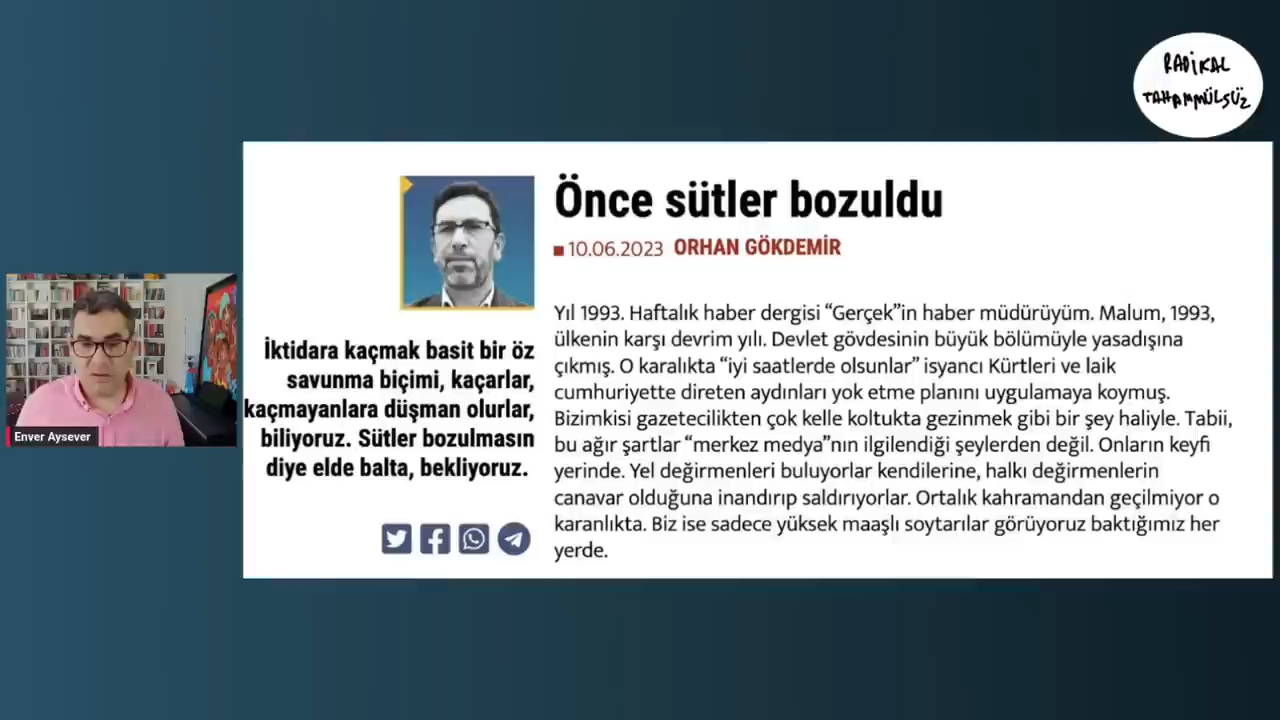 RADİKAL
TAHAMMÜLSÜZ
Önce sütler bozuldu
10.06.2023 ORHAN GÖKDEMİR
İktidara kaçmak basit bir öz
savunma biçimi, kaçarlar,
kaçmayanlara düşman olurlar,
biliyoruz. Sütler bozulmasın
diye elde balta, bekliyoruz.
Yıl 1993. Haftalık haber dergisi “Gerçek”in haber müdürüyüm. Malum, 1993,
ülkenin karşı devrim yılı. Devlet gövdesinin büyük bölümüyle yasadışına
çıkmış. O karalıkta “iyi saatlerde olsunlar” isyancı Kürtleri ve laik
cumhuriyette direten aydınları yok etme planını uygulamaya koymuş.
Bizimkisi gazetecilikten çok kelle koltukta gezinmek gibi bir şey haliyle. Tabii,
bu ağır şartlar “merkez medya”nın ilgilendiği şeylerden değil. Onların keyfi
yerinde. Yel değirmenleri buluyorlar kendilerine, halkı değirmenlerin
canavar olduğuna inandırıp saldırıyorlar. Ortalık kahramandan geçilmiyor o
karanlıkta. Biz ise sadece yüksek maaşlı soytarılar görüyoruz baktığımız her
yerde.
Enver Aysever